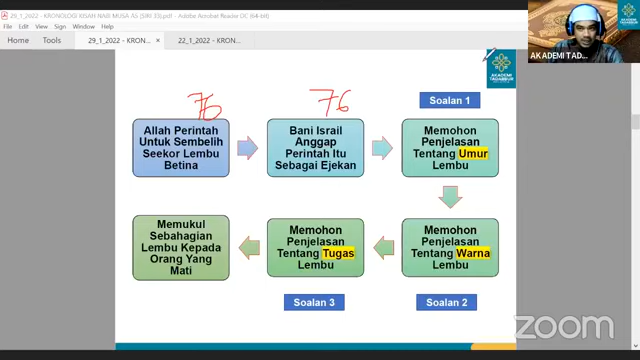 29_1_2022 - KRONOLOGI KISAH NABI MUSA AS (SIRI 33).pdf - Adobe Acrobat Reader DC (64-bit)
File Edit View Sign Window Help
Home Tools 29_1_2022 - KRON... × 22_1_2022 - KRON...
AKADEMI TAD...
AKADEMI
TADABBUR
76
76
Soalan 1
Allah Perintah
Untuk Sembelih
Seekor Lembu
Betina
Bani Israil
Anggap
Perintah Itu
Sebagai Ejekan
Memohon
Penjelasan
Tentang Umur
Lembu
Memohon
Penjelasan
Tentang Warna
Lembu
Soalan 2
Memohon
Penjelasan
Tentang Tugas
Lembu
Soalan 3
Memukul
Sebahagian
Lembu Kepada
Orang Yang
Mati
zoom